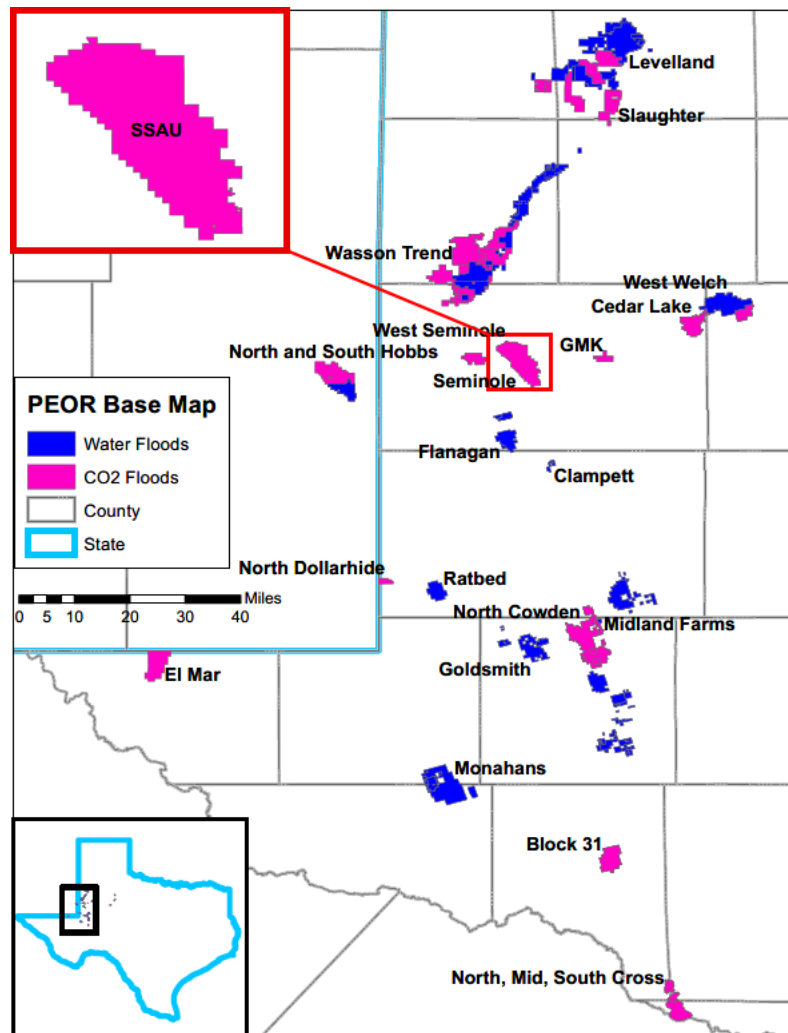 SSAU
Levelland
Slaughter
Wasson Trend
West Welch
Cedar Lake
West Seminole
GMK
North and South Hobbs
Seminole
PEOR Base Map
Water Floods
CO2 Floods
County
State
Flanagan
Clampett
North Dollarhide
Ratbed
Miles
0 5 10 20 30 40
North Cowden
Midland Farms
Goldsmith
El Mar
Monahans
Block 31
North, Mid, South Cross